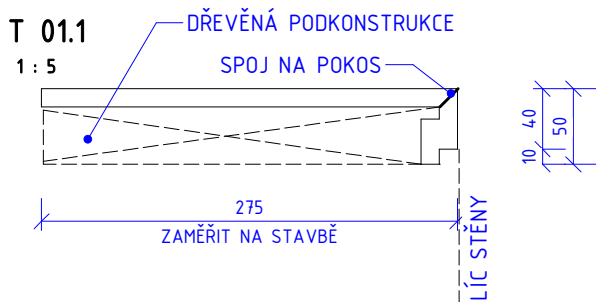 T 01.1
DŘEVĚNÁ PODKONSTRUKCE
1 : 5
SPOJ NA POKOS
40
50
10
275
ZAMĚŘIT NA STAVBĚ
LÍC STĚNY